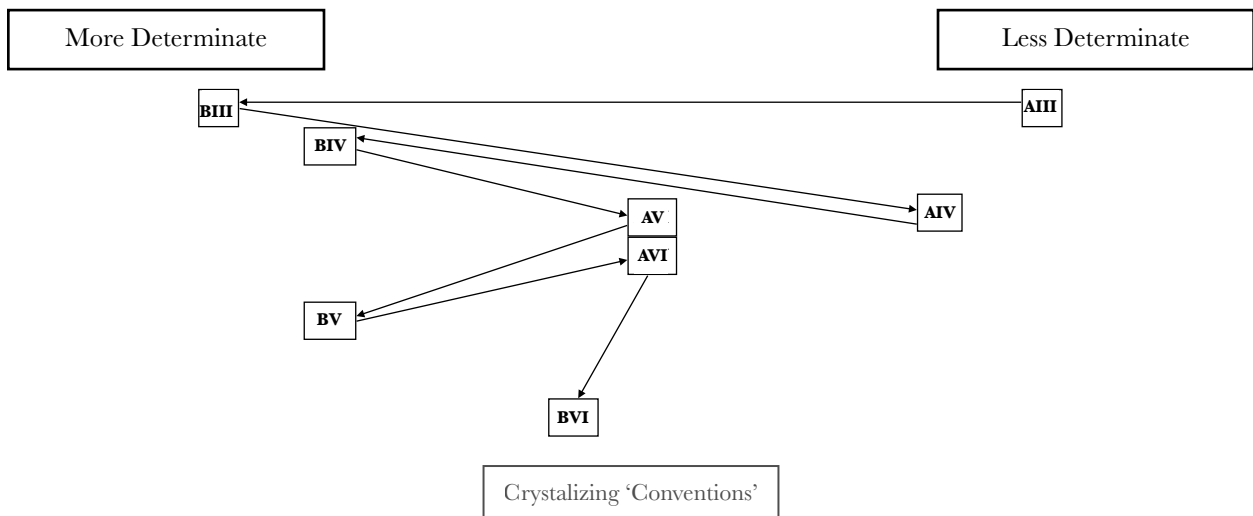 More Determinate
Less Determinate
BIII
AIII
BIV
AV
AIV
AVI
BV
BVI
Crystalizing ‘Conventions’